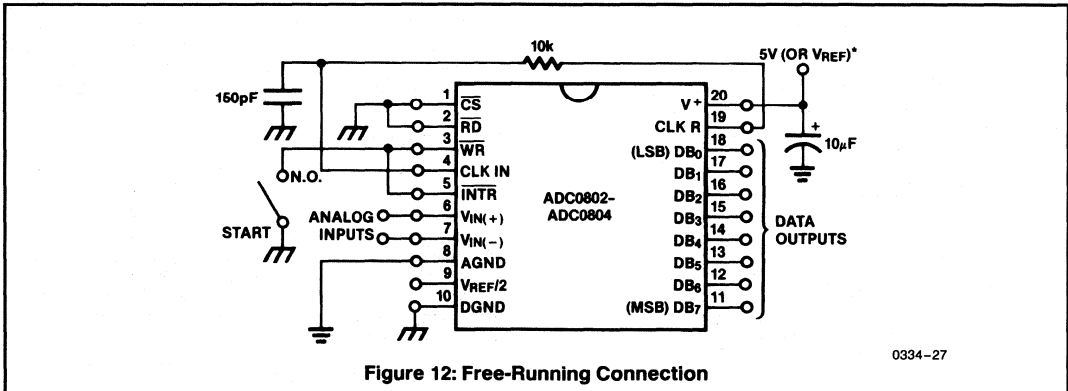 10k
5V (OR VREF)*
150pF
1 CS
2 RD
3 WR
4 CLK IN
5 INTR
6 VIN(+)
7 VIN(−)
8 AGND
9 VREF/2
10 DGND
N.O.
START
ANALOG
INPUTS
ADC0802-
ADC0804
V+ 20
CLK R 19
(LSB) DB0 18
DB1 17
DB2 16
DB3 15
DB4 14
DB5 13
DB6 12
(MSB) DB7 11
+
10µF
DATA
OUTPUTS
0334–27
Figure 12: Free-Running Connection